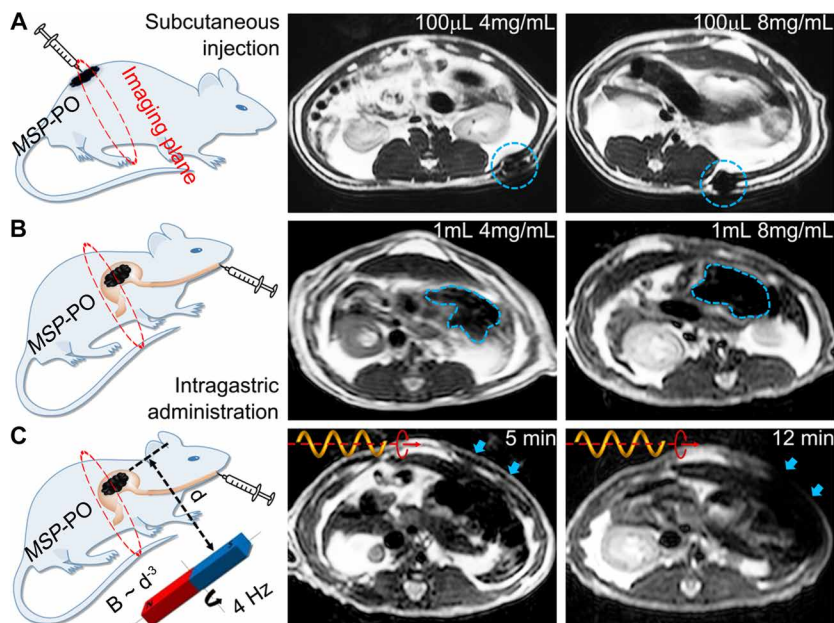 A
Subcutaneous
injection
MSP-PO
Imaging plane
100μL 4mg/mL
100μL 8mg/mL
B
MSP-PO
Intragastric
administration
1mL 4mg/mL
1mL 8mg/mL
C
MSP-PO
d
B ~ d-3
4 Hz
5 min
12 min